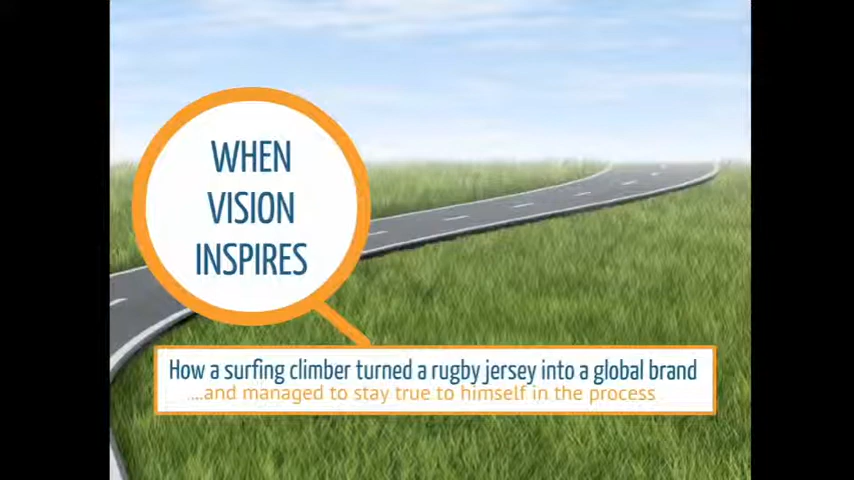 WHEN
VISION
INSPIRES
How a surfing climber turned a rugby jersey into a global brand
...and managed to stay true to himself in the process